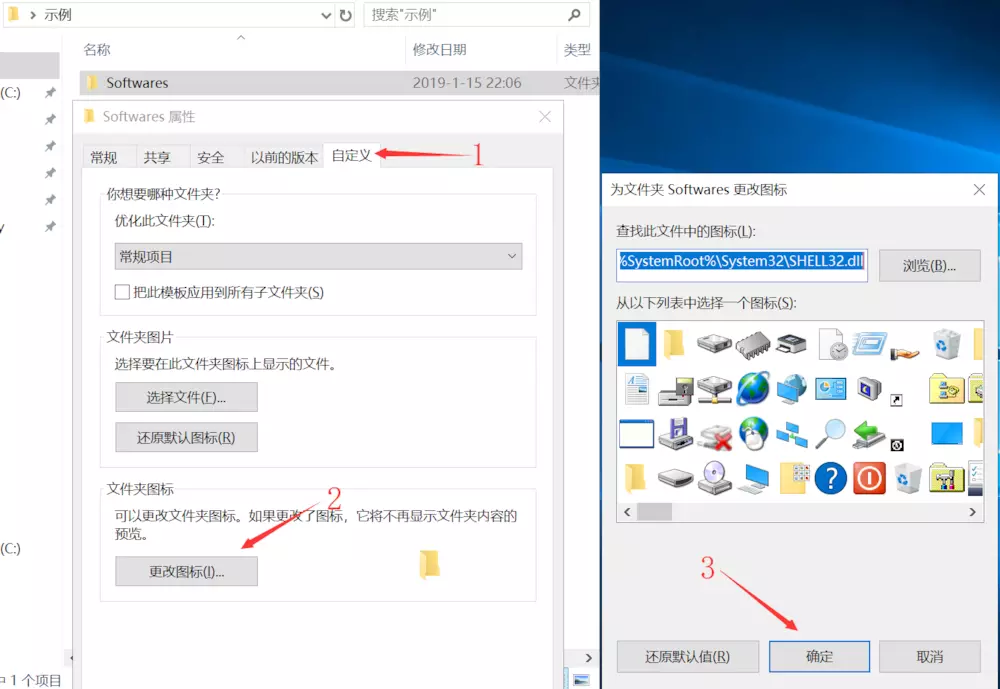 示例
搜索"示例"
名称
修改日期
类型
Softwares
2019-1-15 22:06
文件夹
(C:)
Softwares 属性
常规
共享
安全
以前的版本
自定义
1
你想要哪种文件夹?
优化此文件夹(T):
常规项目
把此模板应用到所有子文件夹(S)
文件夹图片
选择要在此文件夹图标上显示的文件。
选择文件(F)...
还原默认图标(R)
文件夹图标
2
可以更改文件夹图标。如果更改了图标，它将不再显示文件夹内容的
预览。
更改图标(I)...
(C:)
中 1 个项目
为文件夹 Softwares 更改图标
查找此文件中的图标(L):
%SystemRoot%\System32\SHELL32.dll
浏览(B)...
从以下列表中选择一个图标(S):
3
还原默认值(R)
确定
取消